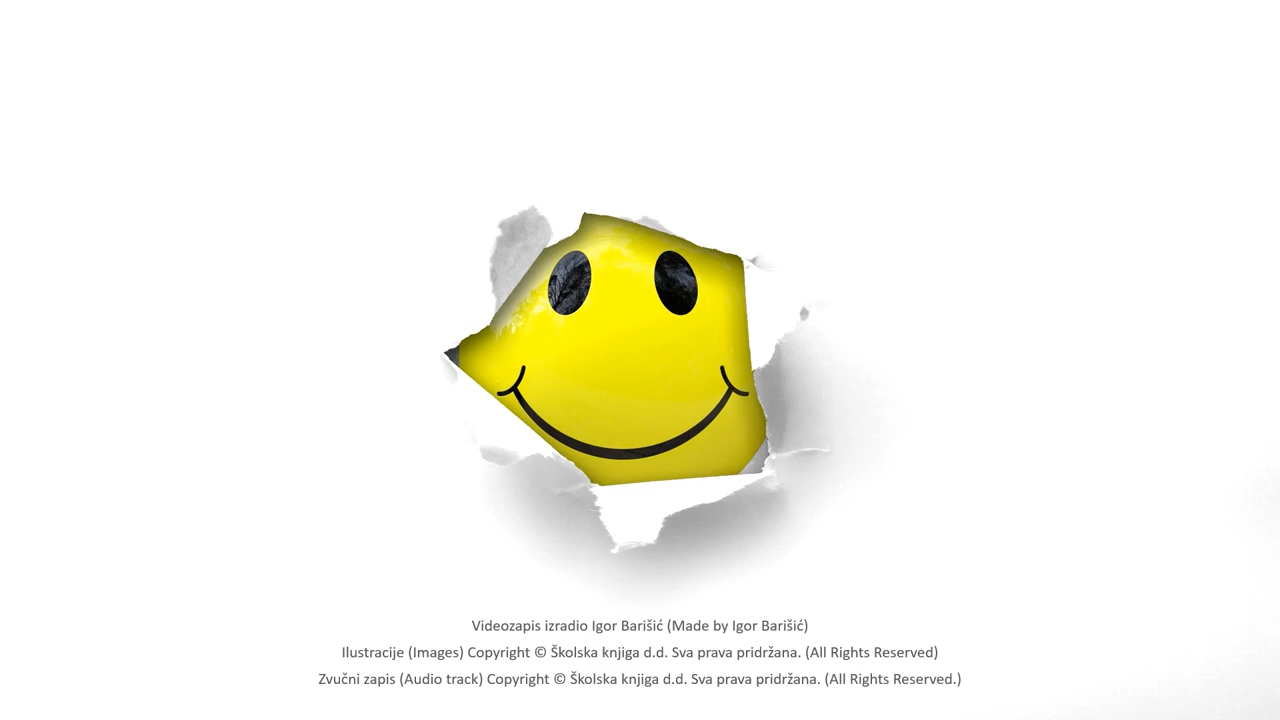 Videozapis izradio Igor Barišić (Made by Igor Barišić)
Ilustracije (Images) Copyright © Školska knjiga d.d. Sva prava pridržana. (All Rights Reserved)
Zvučni zapis (Audio track) Copyright © Školska knjiga d.d. Sva prava pridržana. (All Rights Reserved.)